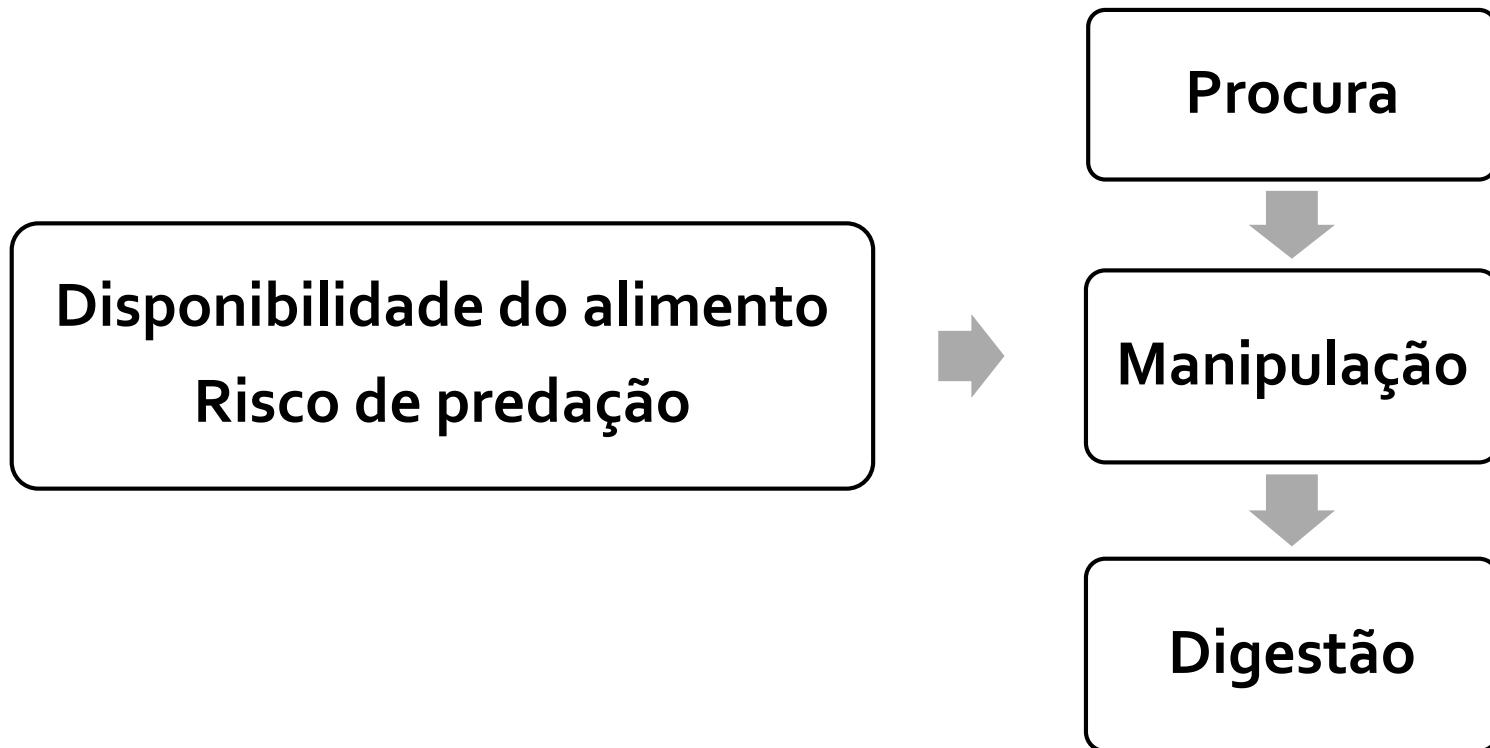 Procura
Disponibilidade do alimento
Risco de predação
Manipulação
Digestão